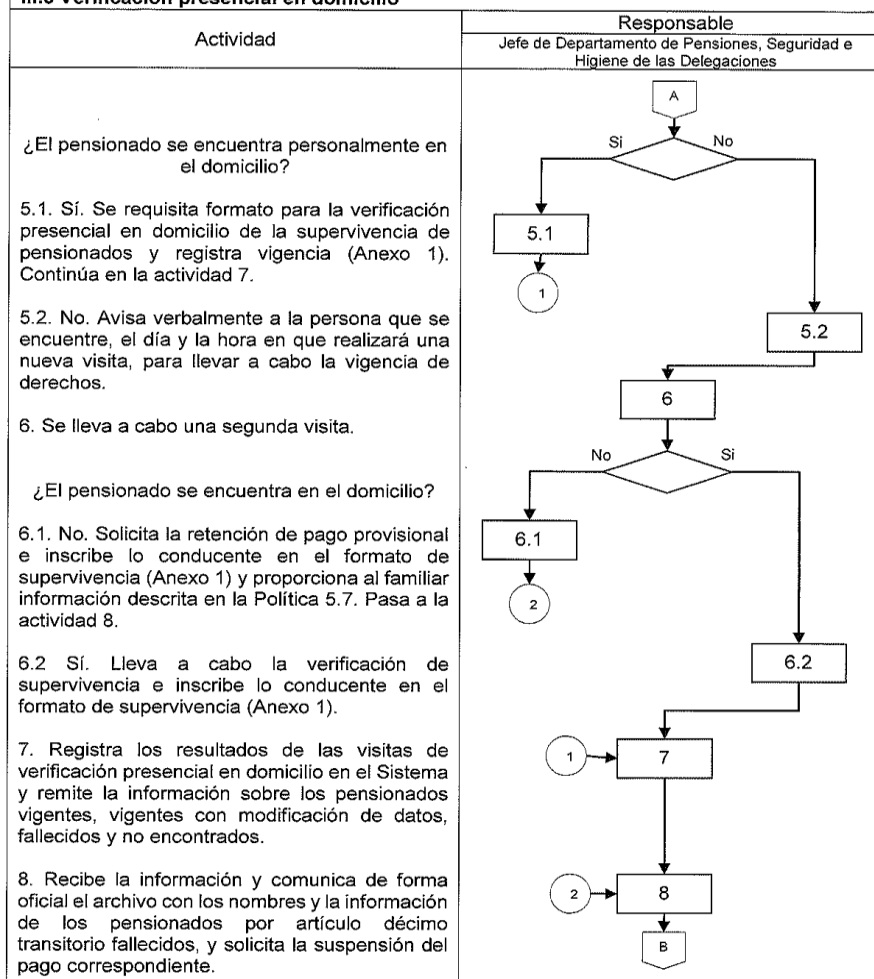 III.3 Verificación presencial en domicilio
Actividad
Responsable
Jefe de Departamento de Pensiones, Seguridad e
Higiene de las Delegaciones
¿El pensionado se encuentra personalmente en
el domicilio?
5.1. Sí. Se requisita formato para la verificación
presencial en domicilio de la supervivencia de
pensionados y registra vigencia (Anexo 1).
Continúa en la actividad 7.
5.2. No. Avisa verbalmente a la persona que se
encuentre, el día y la hora en que realizará una
nueva visita, para llevar a cabo la vigencia de
derechos.
6. Se lleva a cabo una segunda visita.
¿El pensionado se encuentra en el domicilio?
6.1. No. Solicita la retención de pago provisional
e inscribe lo conducente en el formato de
supervivencia (Anexo 1) y proporciona al familiar
información descrita en la Política 5.7. Pasa a la
actividad 8.
6.2 Sí. Lleva a cabo la verificación de
supervivencia e inscribe lo conducente en el
formato de supervivencia (Anexo 1).
7. Registra los resultados de las visitas de
verificación presencial en domicilio en el Sistema
y remite la información sobre los pensionados
vigentes, vigentes con modificación de datos,
fallecidos y no encontrados.
8. Recibe la información y comunica de forma
oficial el archivo con los nombres y la información
de los pensionados por artículo décimo
transitorio fallecidos, y solicita la suspensión del
pago correspondiente.
A
Si No
5.1
1
5.2
6
No Si
6.1
2
6.2
1 7
2 8
B